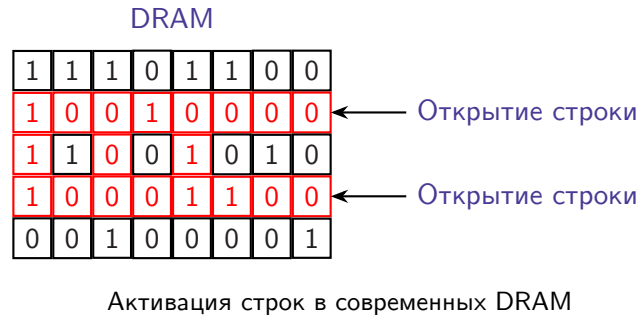 DRAM
1 1 1 0 1 1 0 0
1 0 0 1 0 0 0 0 Открытие строки
1 1 0 0 1 0 1 0
1 0 0 0 1 1 0 0 Открытие строки
0 0 1 0 0 0 0 1
Активация строк в современных DRAM